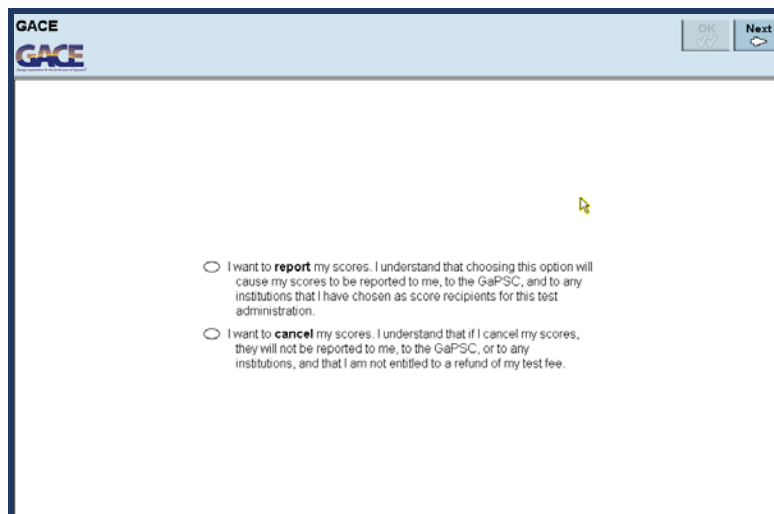 GACE
OK
Next
GACE
I want to report my scores. I understand that choosing this option will
cause my scores to be reported to me, to the GaPSC, and to any
institutions that I have chosen as score recipients for this test
administration.
I want to cancel my scores. I understand that if I cancel my scores,
they will not be reported to me, to the GaPSC, or to any
institutions, and that I am not entitled to a refund of my test fee.